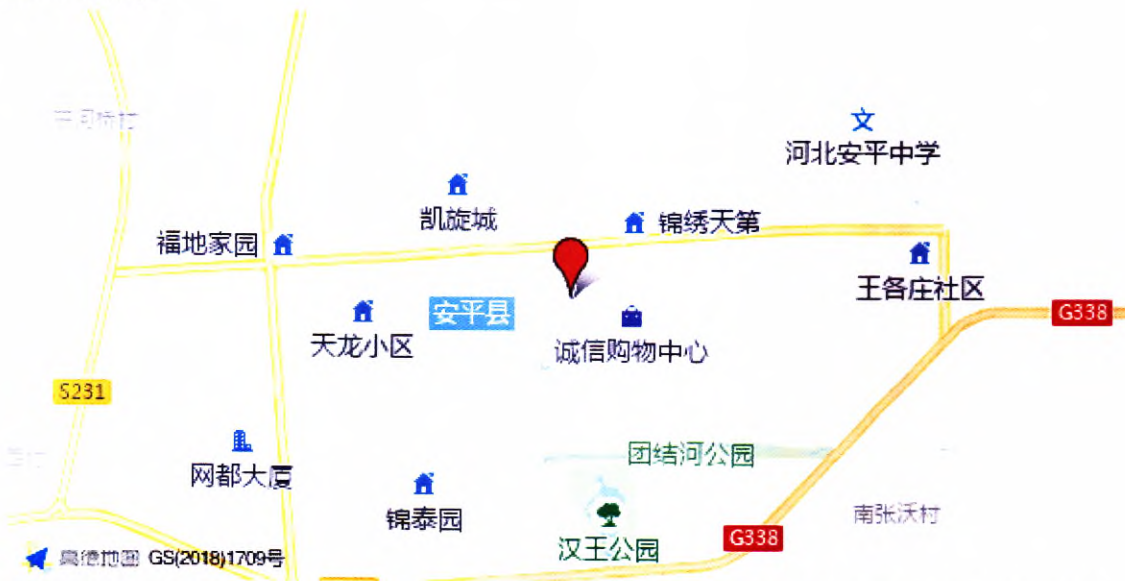 文
河北安平中学
凯旋城
锦绣天第
福地家园
王各庄社区
安平县
G338
天龙小区
诚信购物中心
S231
团结河公园
网都大厦
锦泰园
南张沃村
汉王公园
G338
高德地图 GS(2018)1709号